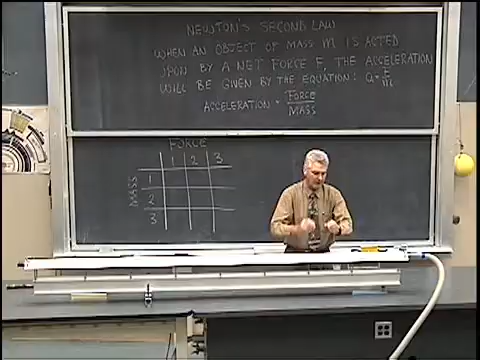 NEWTON'S SECOND LAW
WHEN AN OBJECT OF MASS M IS ACTED
UPON BY A NET FORCE F, THE ACCELERATION
WILL BE GIVEN BY THE EQUATION: a = F/m
ACCELERATION = FORCE/MASS
FORCE
1 2 3
MASS
1
2
3